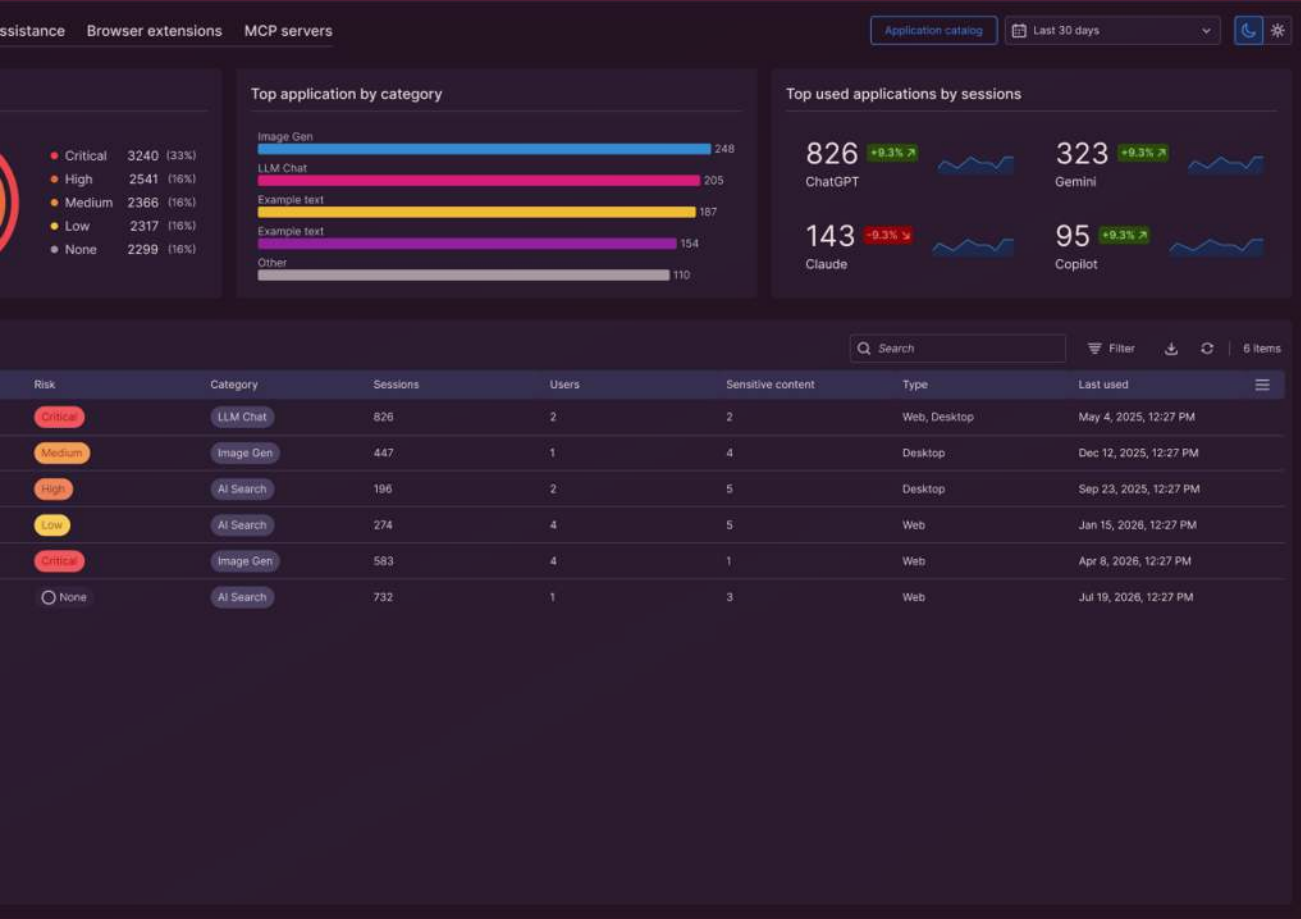 ssistance Browser extensions MCP servers Application catalog Last 30 days
Top application by category
Top used applications by sessions
Critical 3240 (33%)
High 2541 (16%)
Medium 2366 (16%)
Low 2317 (16%)
None 2299 (16%)
Image Gen
248
LLM Chat
205
Example text
187
Example text
154
Other
110
826 +9.3%
ChatGPT
323 +9.3%
Gemini
143 -9.3%
Claude
95 +9.3%
Copilot
Search Filter 6 items
Risk Category Sessions Users Sensitive content Type Last used
Critical LLM Chat 826 2 2 Web, Desktop May 4, 2025, 12:27 PM
Medium Image Gen 447 1 4 Desktop Dec 12, 2025, 12:27 PM
High AI Search 196 2 5 Desktop Sep 23, 2025, 12:27 PM
Low AI Search 274 4 5 Web Jan 15, 2026, 12:27 PM
Critical Image Gen 583 4 1 Web Apr 8, 2026, 12:27 PM
None AI Search 732 1 3 Web Jul 19, 2026, 12:27 PM